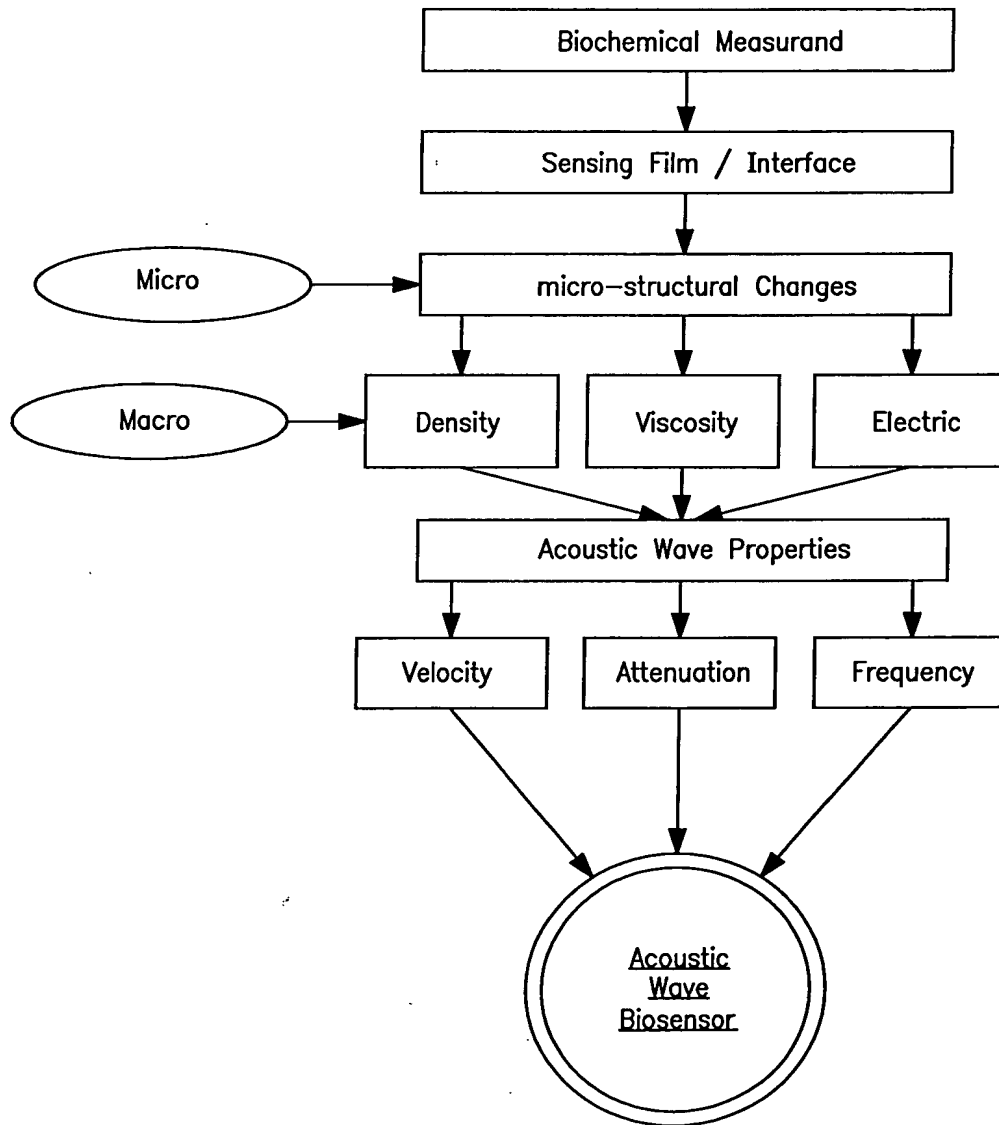 Biochemical Measurand
Sensing Film / Interface
Micro
micro-structural Changes
Macro
Density
Viscosity
Electric
Acoustic Wave Properties
Velocity
Attenuation
Frequency
Acoustic
Wave
Biosensor